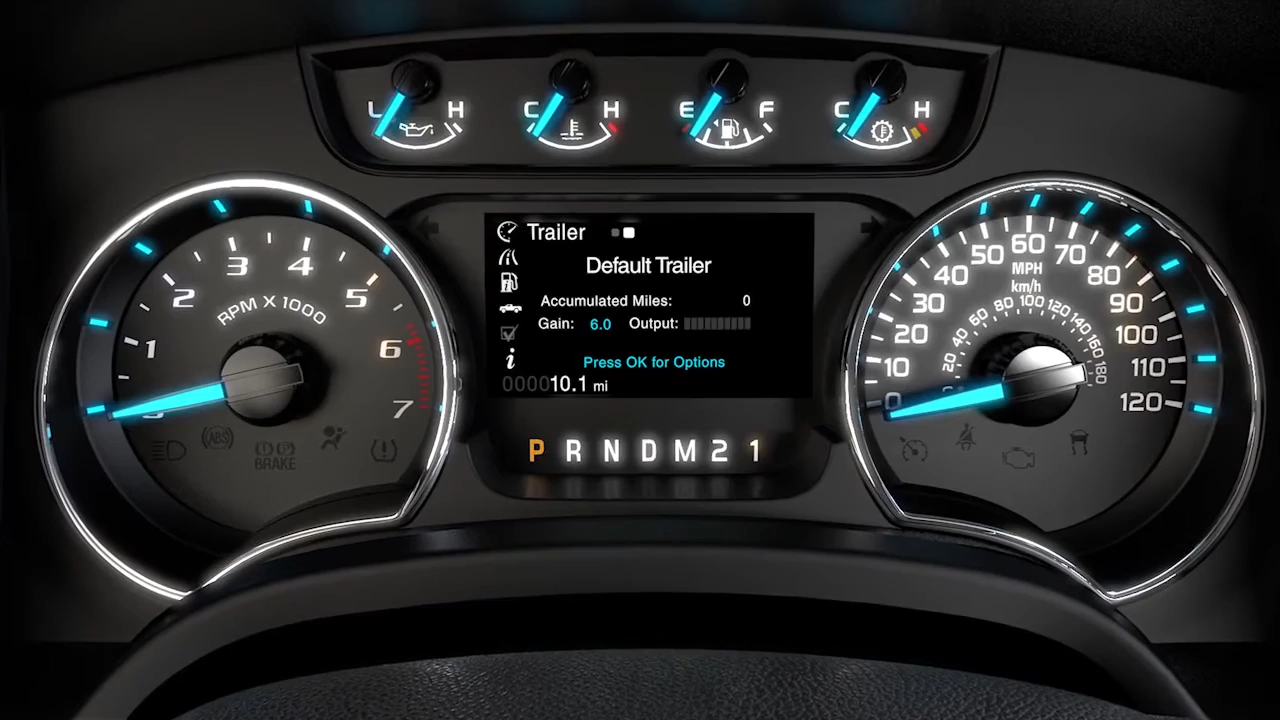 L H
C H
E F
C H
Trailer
Default Trailer
Accumulated Miles: 0
Gain: 6.0 Output:
Press OK for Options
000010.1 mi
P R N D M 2 1
1 2 3 4 5 6 7
RPM X 1000
ABS
BRAKE
0 10 20 30 40 50 60 70 80 90 100 110 120
MPH
km/h
20 40 60 80 100 120 140 160 180